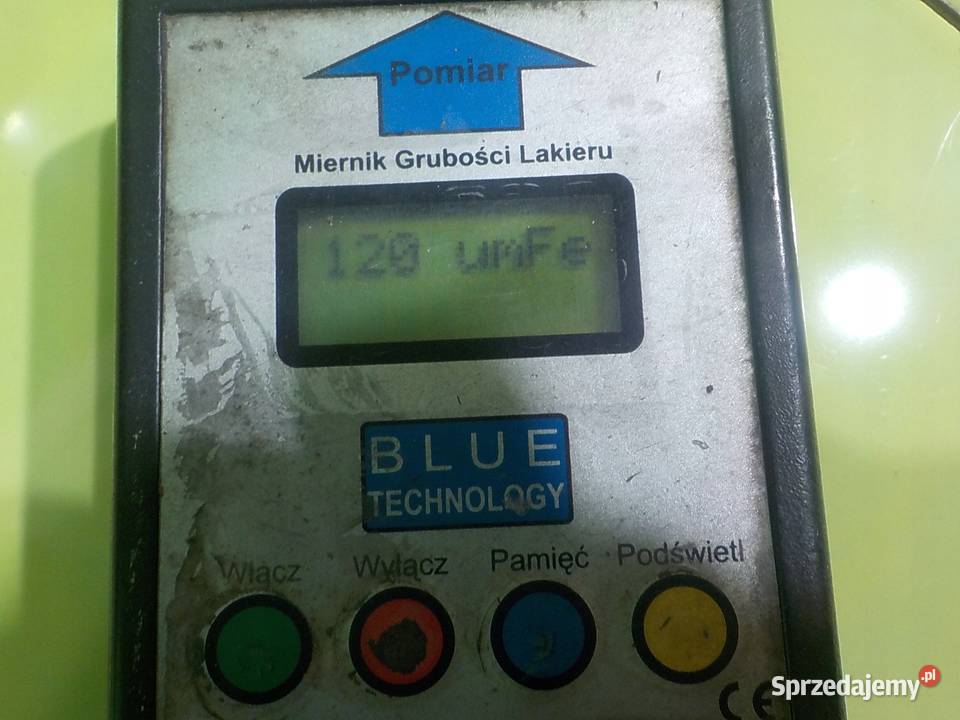 Pomiar
Miernik Grubości Lakieru
120 umFe
BLUE
TECHNOLOGY
Włącz Wyłącz Pamięć Podświetl
CE
Sprzedajemy.pl